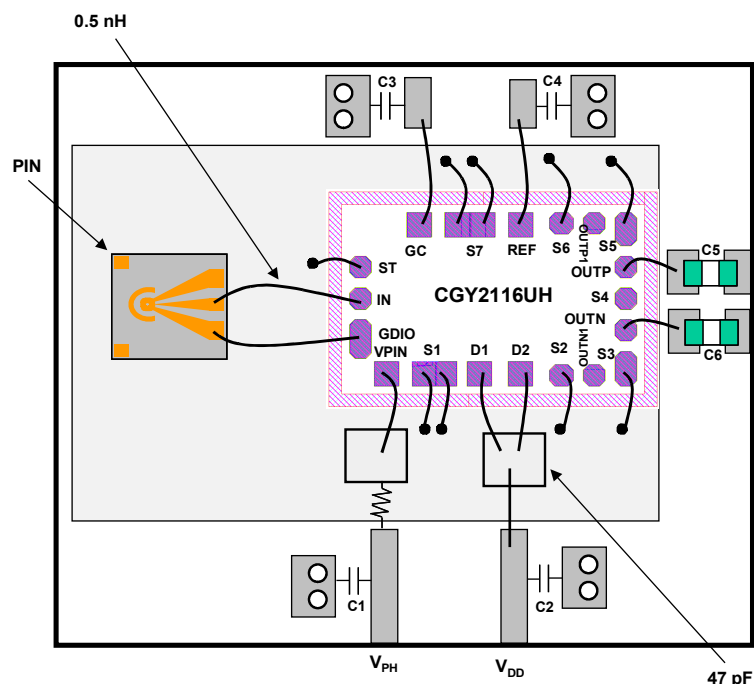 0.5 nH
C3
C4
PIN
GC
S7
REF
S6
OUTP1
S5
C5
ST
OUTP
IN
CGY2116UH
S4
GDIO
OUTN
VPIN
S1
D1
D2
S2
OUTN1
S3
C6
C1
C2
VPH
VDD
47 pF